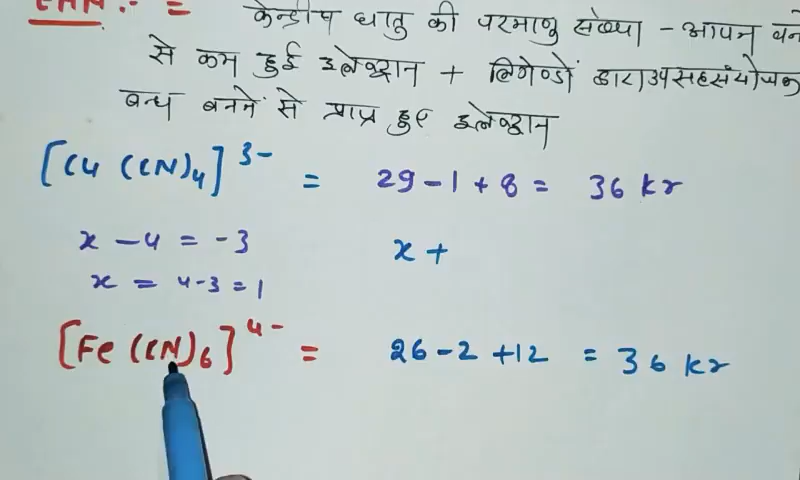 EAN :- = केन्द्रीय धातु की परमाणु संख्या - आयन बनने
से कम हुई इलेक्ट्रान + लिगेण्डों द्वारा उपसहसंयोजक
बन्ध बनने से प्राप्त हुए इलेक्ट्रान
[Cu (CN)4]3- = 29 - 1 + 8 = 36 Kr
x - 4 = -3 x +
x = 4-3 = 1
[Fe (CN)6]4- = 26 - 2 + 12 = 36 Kr